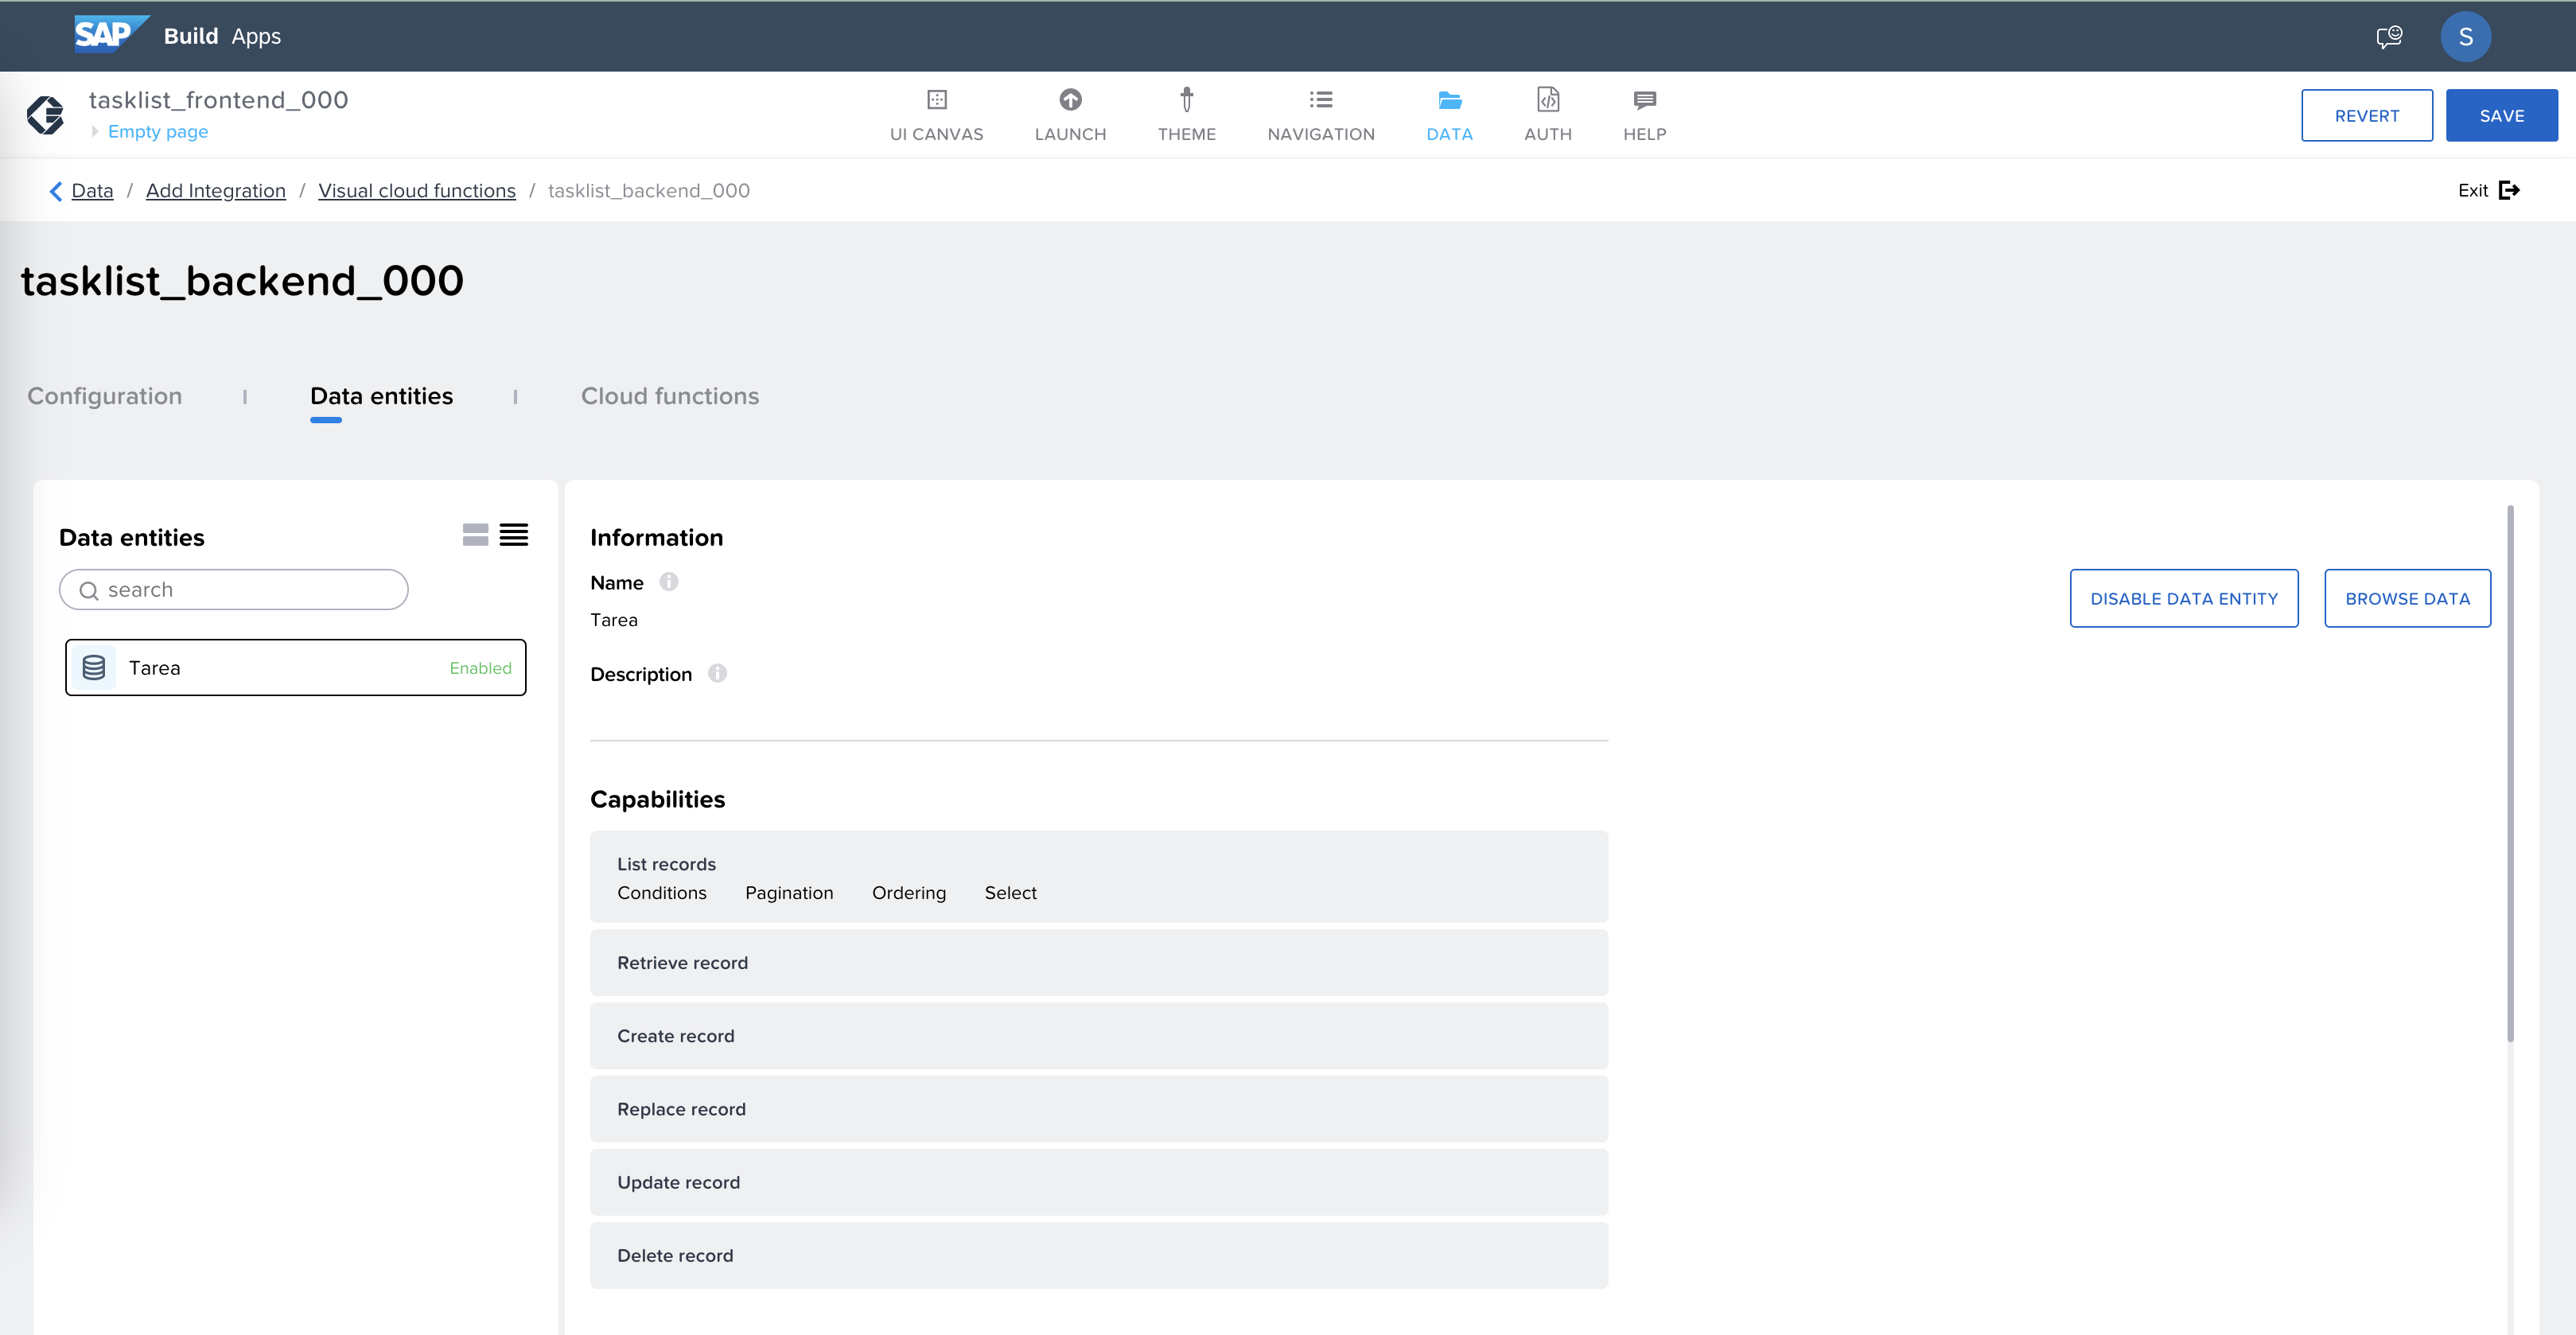 SAP Build Apps
S
tasklist_frontend_000
Empty page
UI CANVAS
LAUNCH
THEME
NAVIGATION
DATA
AUTH
HELP
REVERT
SAVE
Data / Add Integration / Visual cloud functions / tasklist_backend_000
Exit
tasklist_backend_000
Configuration
Data entities
Cloud functions
Data entities
search
Tarea
Enabled
Information
Name
Tarea
Description
DISABLE DATA ENTITY
BROWSE DATA
Capabilities
List records
Conditions Pagination Ordering Select
Retrieve record
Create record
Replace record
Update record
Delete record